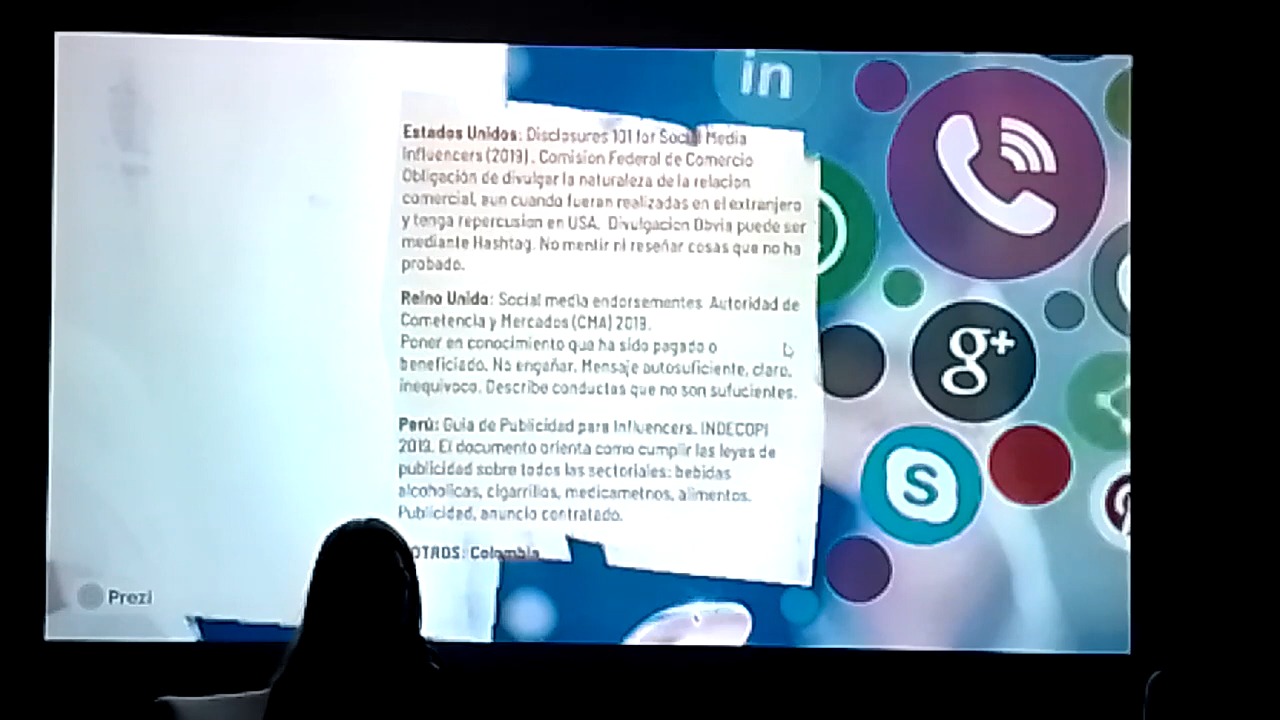 in
Estados Unidos: Disclosures 101 for Social Media
Influencers (2019). Comision Federal de Comercio
Obligación de divulgar la naturaleza de la relacion
comercial, aun cuando fueran realizadas en el extranjero
y tenga repercusion en USA. Divulgacion Obvia puede ser
mediante Hashtag. No mentir ni reseñar cosas que no ha
probado.
Reino Unido: Social media endorsementes. Autoridad de
Cometencia y Mercados (CMA) 2019.
Poner en conocimiento que ha sido pagado o
beneficiado. No engañar. Mensaje autosuficiente, claro,
inequivoco. Describe conductas que no son sufucientes.
Perú: Guia de Publicidad para Influencers. INDECOPI
2019. El documento orienta como cumplir las leyes de
publicidad sobre todos las sectoriales: bebidas
alcoholicas, cigarrillos, medicametnos, alimentos.
Publicidad, anuncio contratado.
OTROS: Colombia
g+
S
Prezi